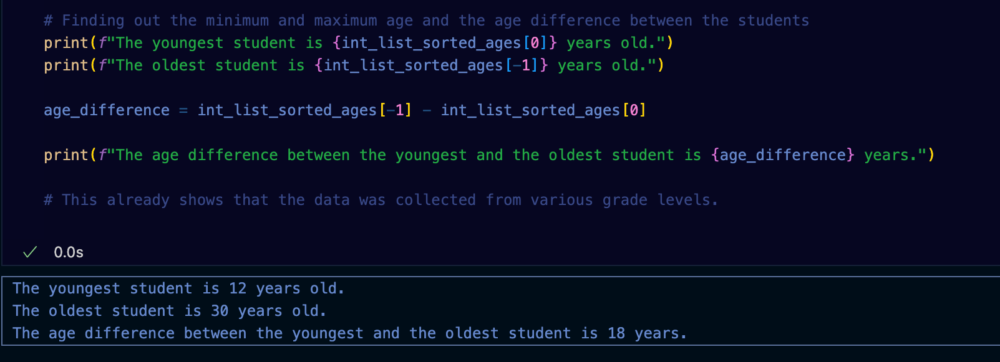 # Finding out the minimum and maximum age and the age difference between the students
print(f"The youngest student is {int_list_sorted_ages[0]} years old.")
print(f"The oldest student is {int_list_sorted_ages[-1]} years old.")
age_difference = int_list_sorted_ages[-1] - int_list_sorted_ages[0]
print(f"The age difference between the youngest and the oldest student is {age_difference} years.")
# This already shows that the data was collected from various grade levels.
✓ 0.0s
The youngest student is 12 years old.
The oldest student is 30 years old.
The age difference between the youngest and the oldest student is 18 years.